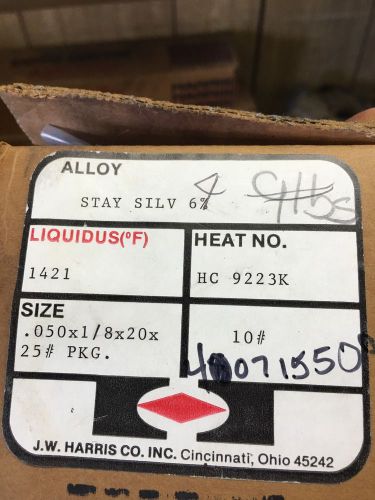 ALLOY
STAY SILV 6%
LIQUIDUS(ºF)
1421
HEAT NO.
HC 9223K
SIZE
.050x1/8x20x
25# PKG.
10#
J.W. HARRIS CO. INC. Cincinnati, Ohio 45242